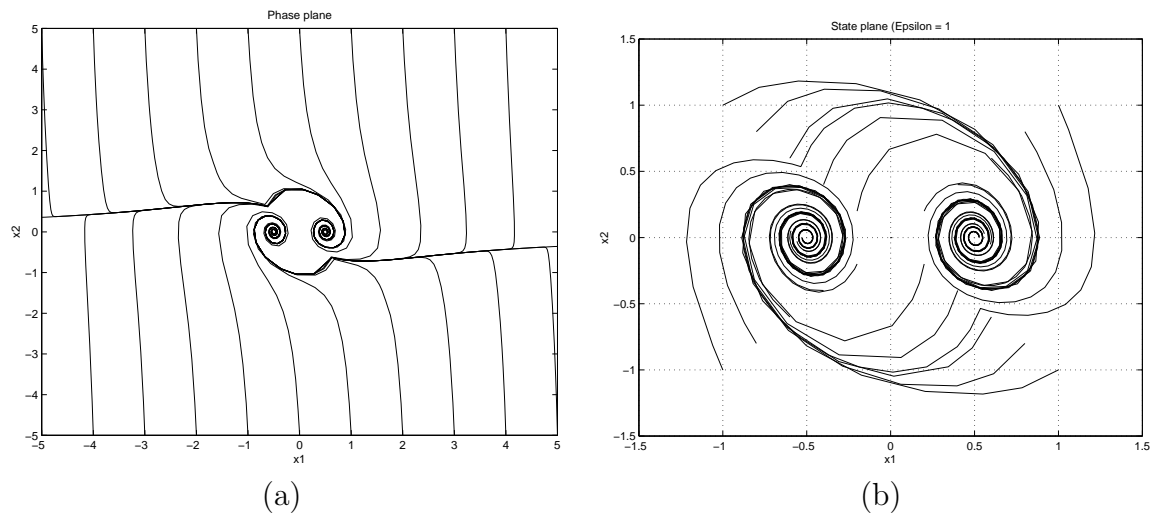 Phase plane
5
4
3
2
1
0
−1
−2
−3
−4
−5
x2
−5 −4 −3 −2 −1 0 1 2 3 4 5
x1
(a)
State plane (Epsilon = 1
1.5
1
0.5
0
−0.5
−1
−1.5
x2
−1.5 −1 −0.5 0 0.5 1 1.5
x1
(b)